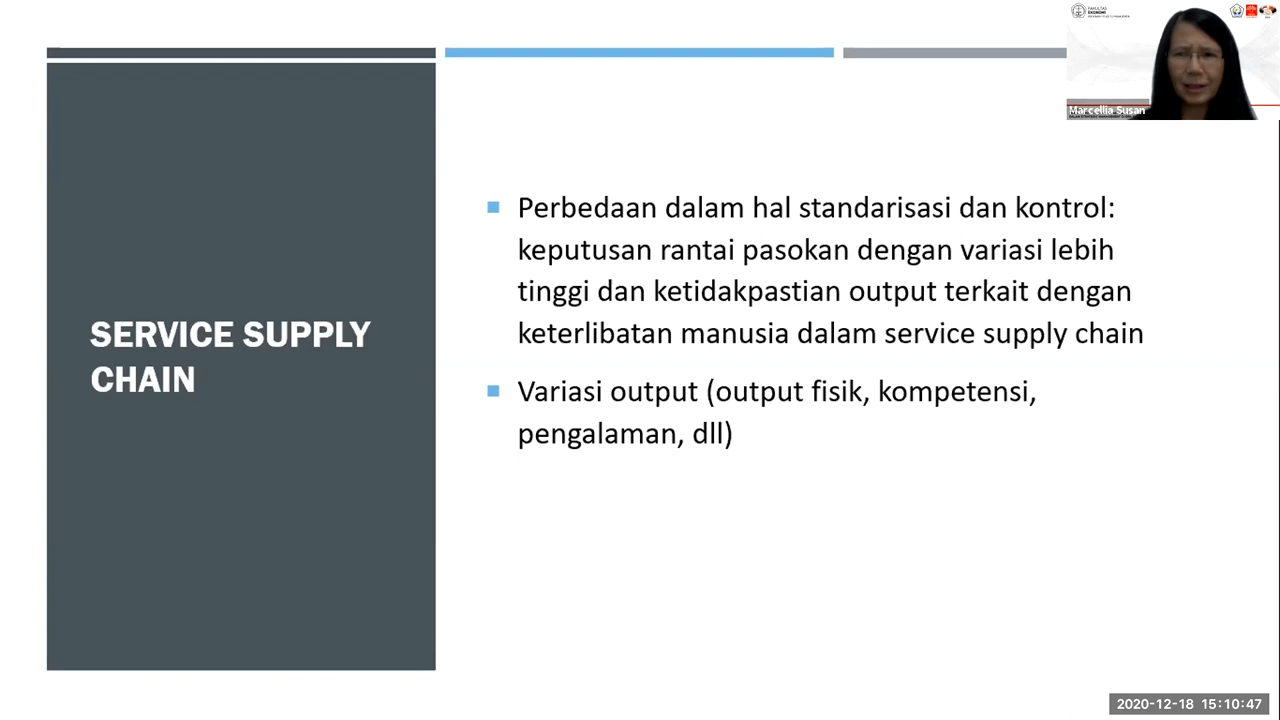 FAKULTAS
EKONOMI
Marcellia Susan
SERVICE SUPPLY
CHAIN
Perbedaan dalam hal standarisasi dan kontrol:
keputusan rantai pasokan dengan variasi lebih
tinggi dan ketidakpastian output terkait dengan
keterlibatan manusia dalam service supply chain
Variasi output (output fisik, kompetensi,
pengalaman, dll)
2020-12-18 15:10:47